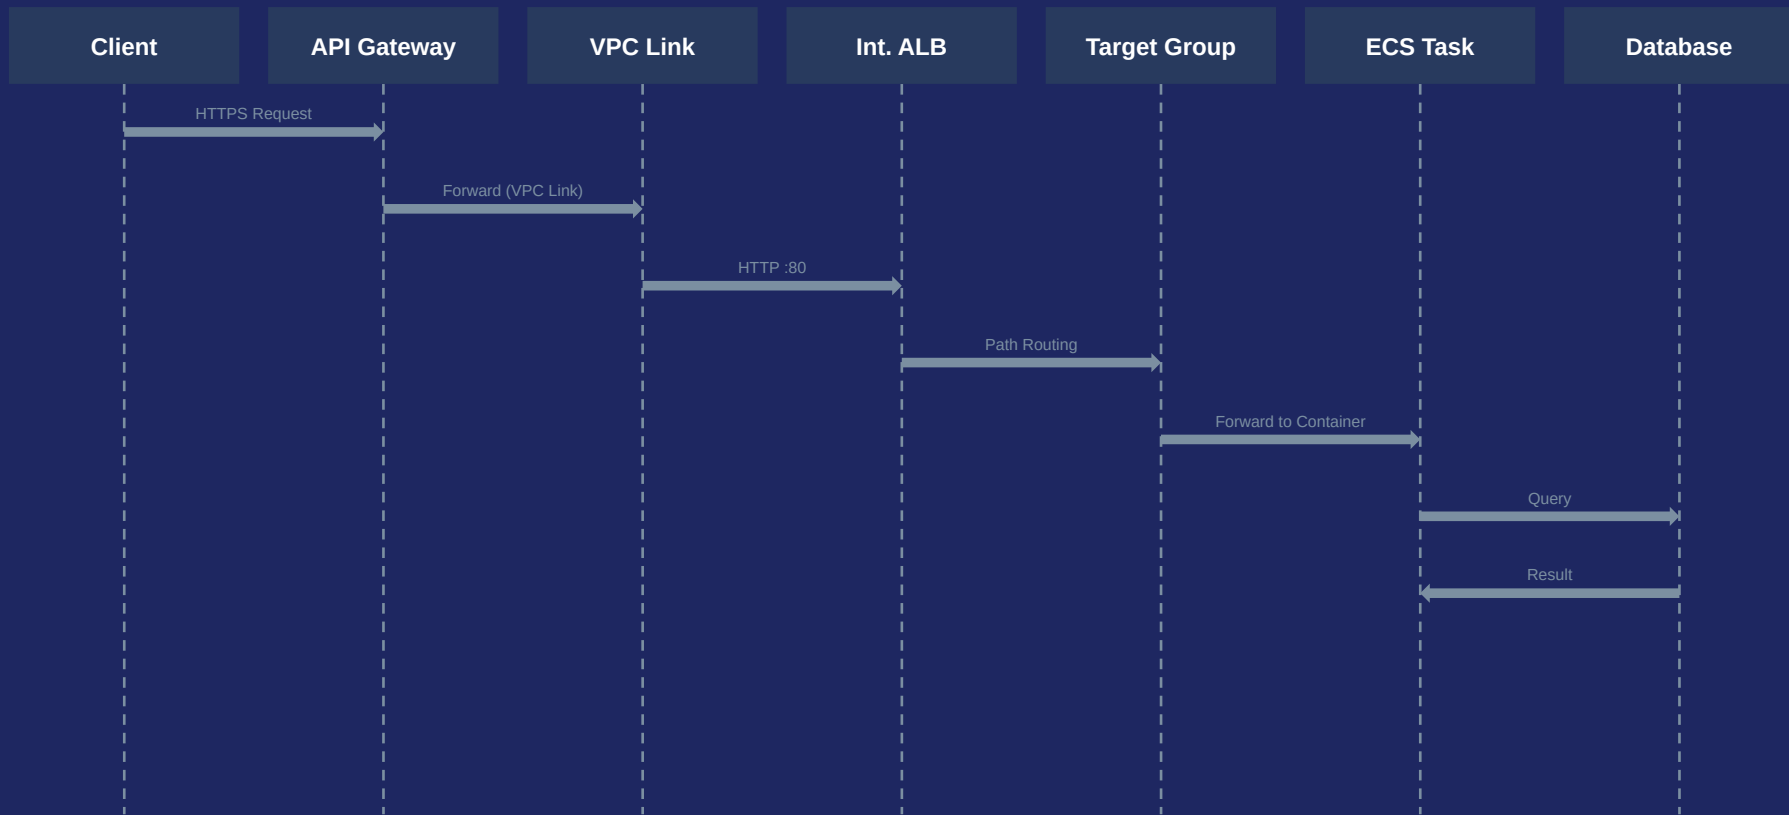 Client
API Gateway
VPC Link
Int. ALB
Target Group
ECS Task
Database
HTTPS Request
Forward (VPC Link)
HTTP :80
Path Routing
Forward to Container
Query
Result